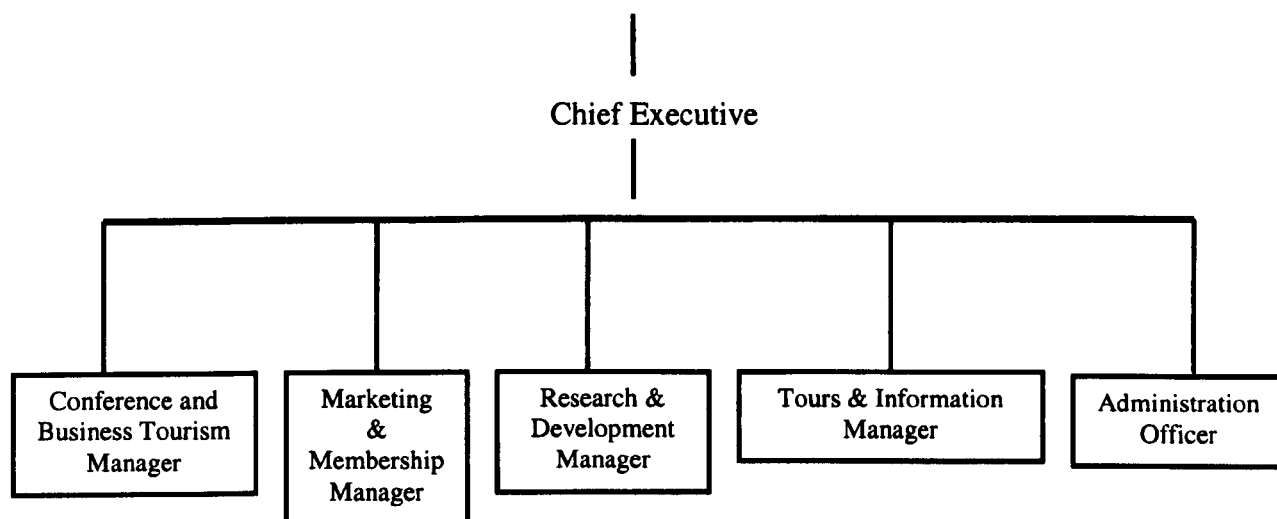 Chief Executive
Conference and
Business Tourism
Manager
Marketing
&
Membership
Manager
Research &
Development
Manager
Tours & Information
Manager
Administration
Officer